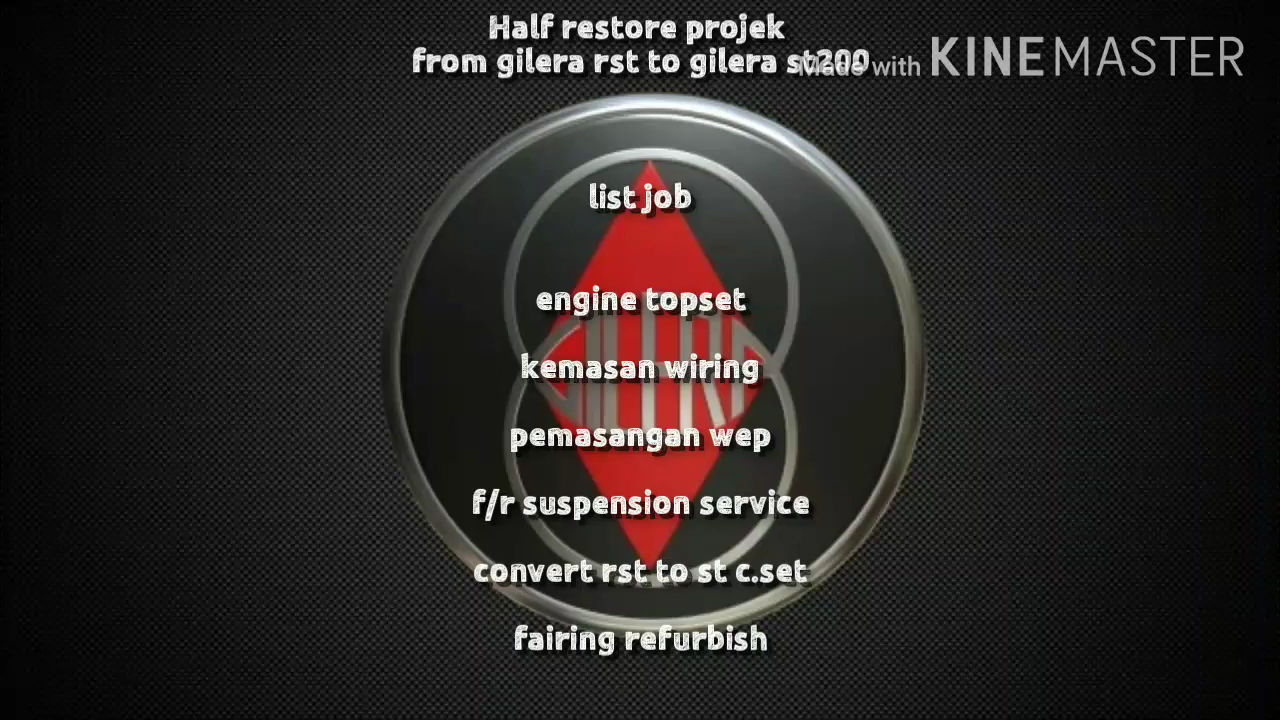 Half restore projek
from gilera rst to gilera st200
Made with KINEMASTER
list job
engine topset
kemasan wiring
GILERA
pemasangan wep
f/r suspension service
convert rst to st c.set
fairing refurbish